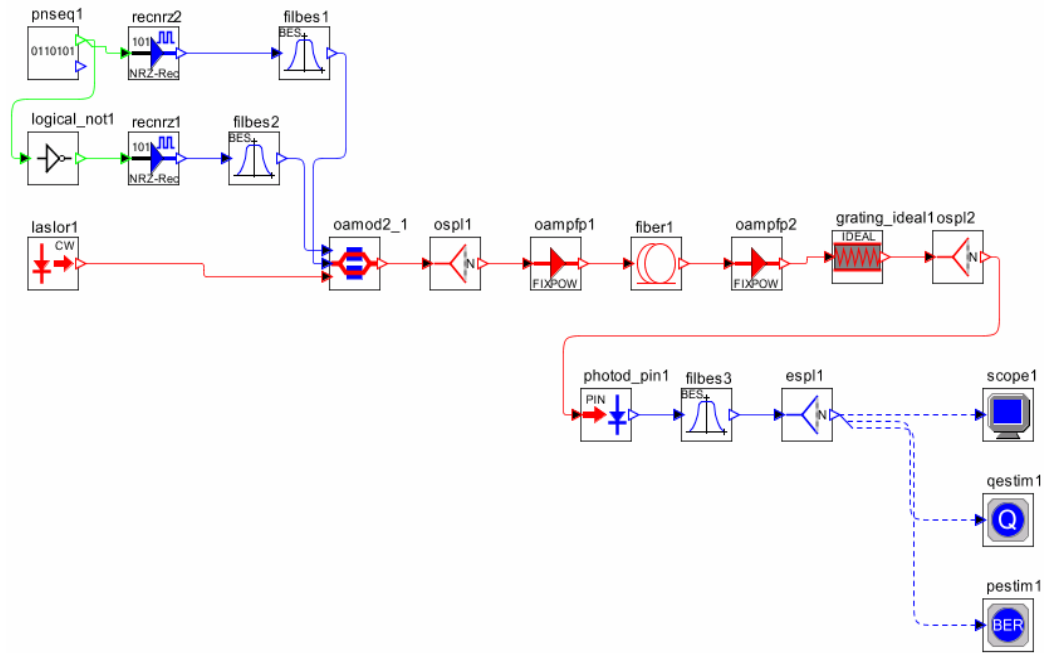 pnseq1
recnrz2
filbes1
0110101
101
NRZ-Rec
BES
logical_not1
recnrz1
filbes2
101
NRZ-Rec
BES
laslor1
CW
oamod2_1
ospl1
N
oampfp1
FIXPOW
fiber1
oampfp2
FIXPOW
grating_ideal1
IDEAL
ospl2
N
photod_pin1
PIN
filbes3
BES
espl1
N
scope1
qestim1
Q
pestim1
BER